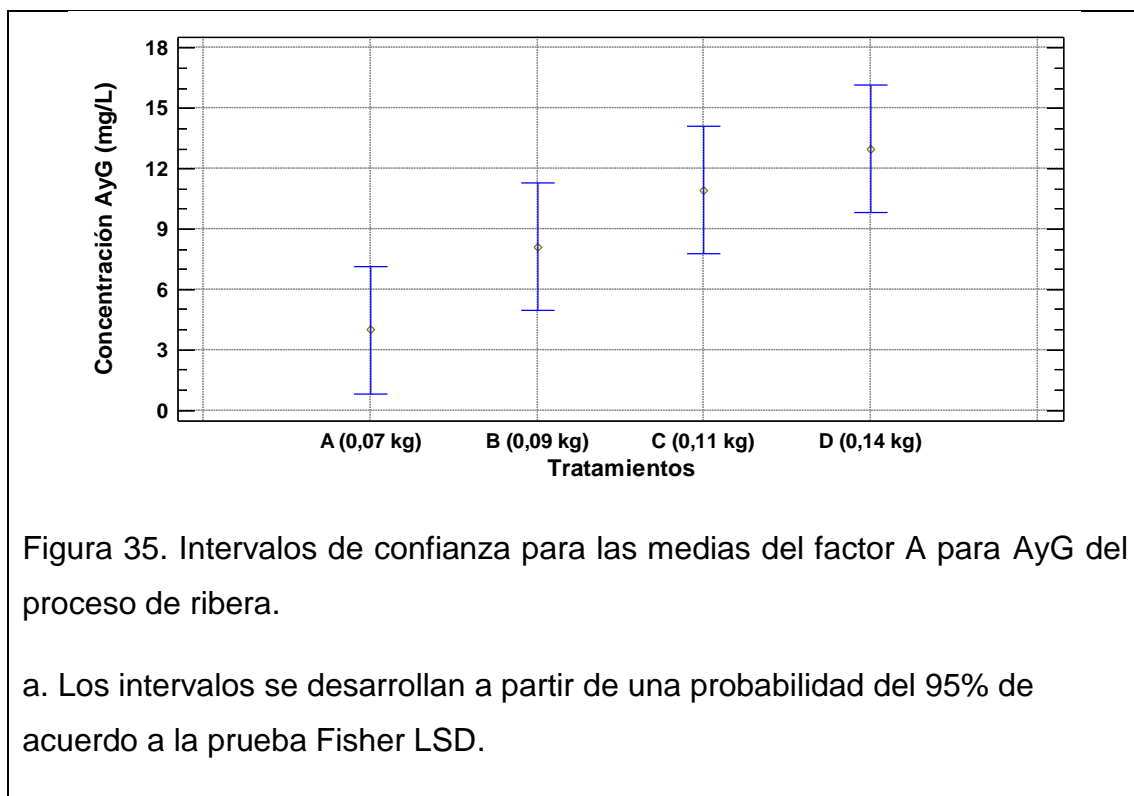 Concentración AyG (mg/L)
18
15
12
9
6
3
0
A (0,07 kg) B (0,09 kg) C (0,11 kg) D (0,14 kg)
Tratamientos
Figura 35. Intervalos de confianza para las medias del factor A para AyG del
proceso de ribera.
a. Los intervalos se desarrollan a partir de una probabilidad del 95% de
acuerdo a la prueba Fisher LSD.